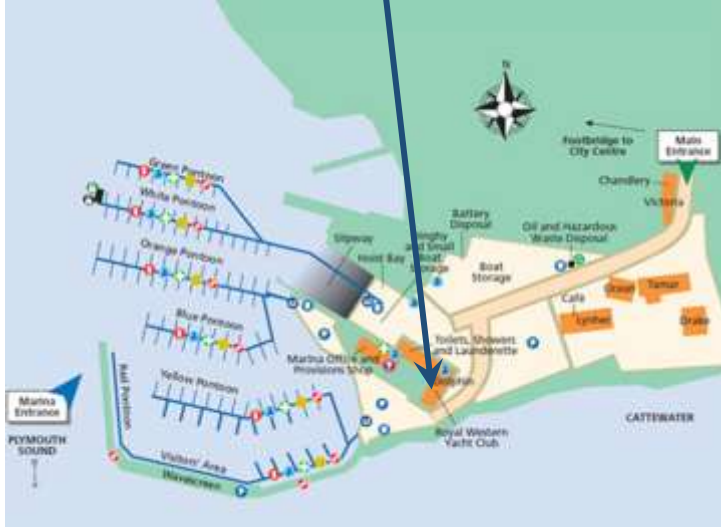 N
Footbridge to
City Centre
Main
Entrance
Chandlery
Victoria
Green Pontoon
White Pontoon
Orange Pontoon
Blue Pontoon
Yellow Pontoon
Slipway
Hoist Bay
and Small
Boat
Storage
Battery
Disposal
Oil and Hazardous
Waste Disposal
Boat
Storage
Cafe
Lynher
Tamar
Drake
Toilets, Showers
and Launderette
Marina Office and
Provisions Shop
Royal Western
Yacht Club
CATTEWATER
Marina
Entrance
PLYMOUTH
SOUND
Visitors' Area
Wavescreen